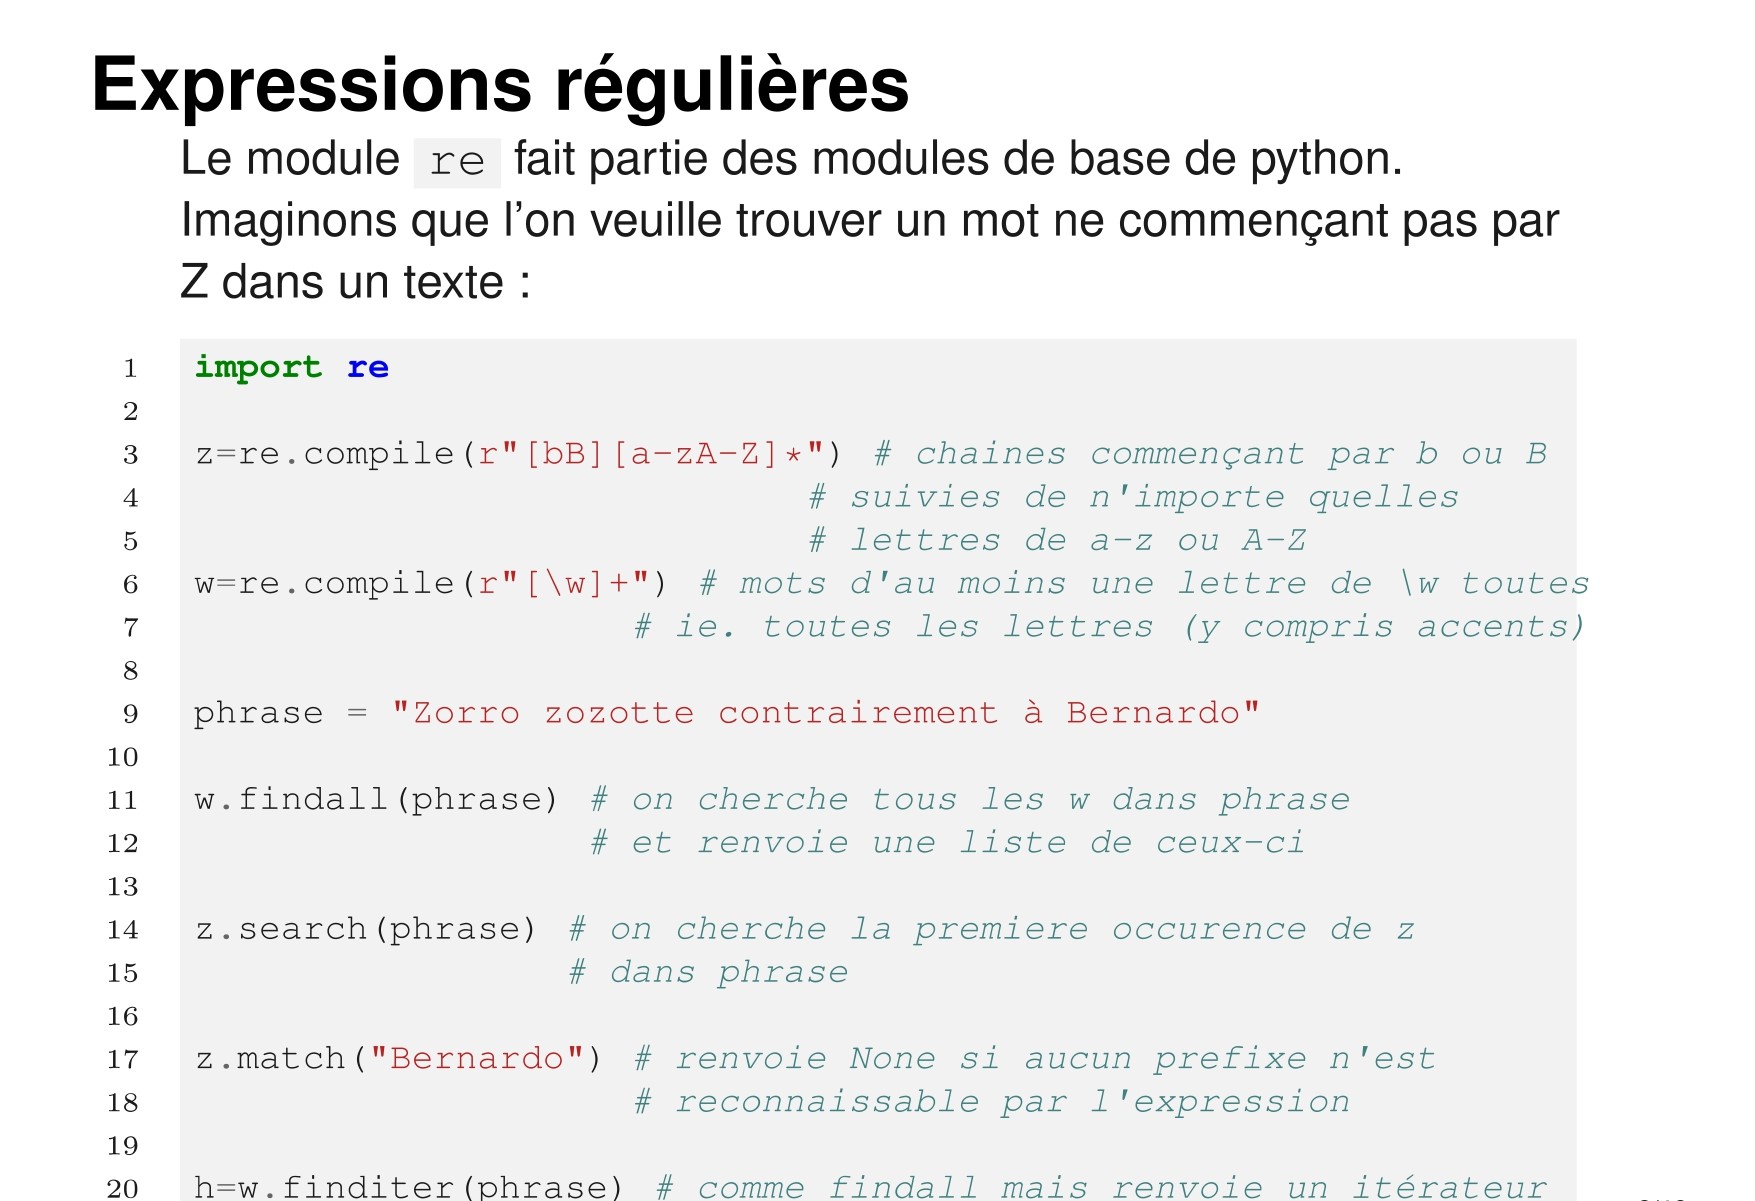 Expressions régulières
Le module re fait partie des modules de base de python.
Imaginons que l'on veuille trouver un mot ne commençant pas par
Z dans un texte :
1 import re
2
3 z=re.compile(r"[bB][a-zA-Z]*") # chaines commençant par b ou B
4 # suivies de n'importe quelles
5 # lettres de a-z ou A-Z
6 w=re.compile(r"[\w]+") # mots d'au moins une lettre de \w toutes
7 # ie. toutes les lettres (y compris accents)
8
9 phrase = "Zorro zozotte contrairement à Bernardo"
10
11 w.findall(phrase) # on cherche tous les w dans phrase
12 # et renvoie une liste de ceux-ci
13
14 z.search(phrase) # on cherche la premiere occurence de z
15 # dans phrase
16
17 z.match("Bernardo") # renvoie None si aucun prefixe n'est
18 # reconnaissable par l'expression
19
20 h=w.finditer(phrase) # comme findall mais renvoie un itérateur